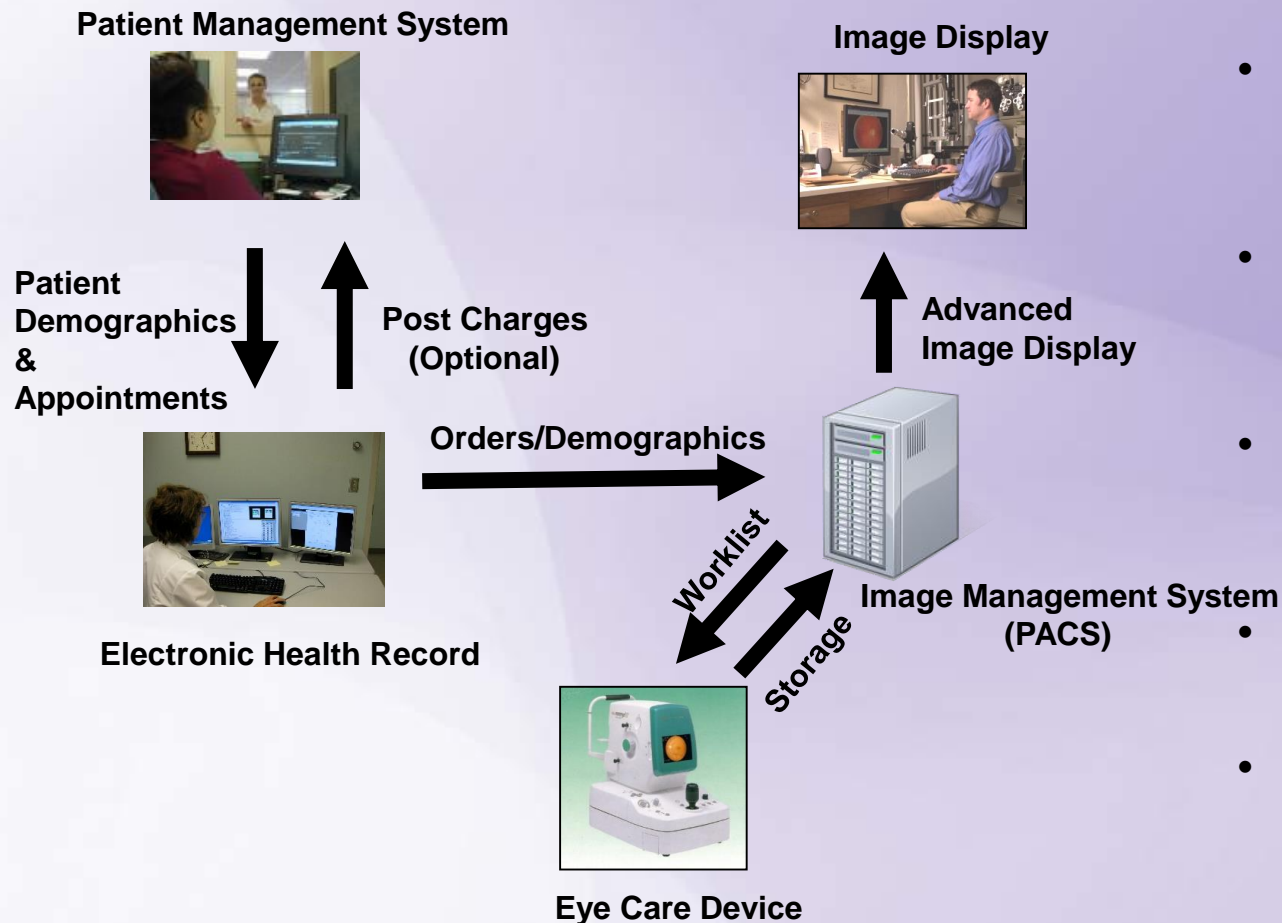 Patient Management System
Image Display
Patient
Demographics
&
Appointments
Post Charges
(Optional)
Advanced
Image Display
Orders/Demographics
Worklist
Storage
Image Management System
(PACS)
Electronic Health Record
Eye Care Device